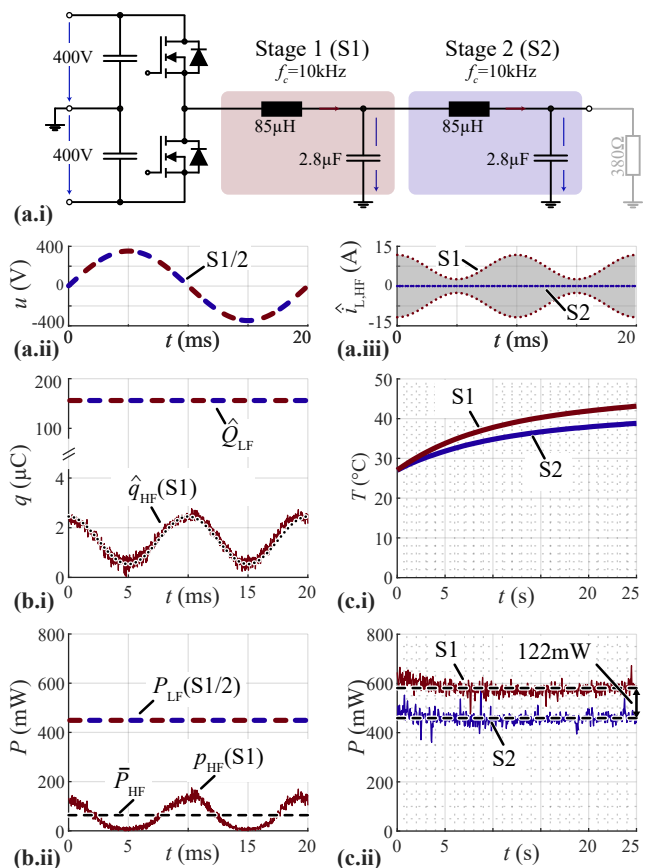 400V
400V
Stage 1 (S1)
f_c=10kHz
85µH
2.8µF
Stage 2 (S2)
f_c=10kHz
85µH
2.8µF
380Ω
(a.i)
u (V)
400
0
-400
S1/2
0
10
20
t (ms)
(a.ii)
î_L,HF (A)
15
0
-15
S1
S2
0
5
10
15
20
t (ms)
(a.iii)
q (µC)
200
100
4
2
0
Q̂_LF
q̂_HF(S1)
0
5
10
15
20
t (ms)
(b.i)
T (°C)
50
40
30
20
10
0
S1
S2
0
5
10
15
20
25
t (s)
(c.i)
P (mW)
800
600
400
200
0
P_LF(S1/2)
P̄_HF
p_HF(S1)
0
5
10
15
20
t (ms)
(b.ii)
P (mW)
800
600
400
200
0
S1
122mW
S2
0
5
10
15
20
25
t (s)
(c.ii)